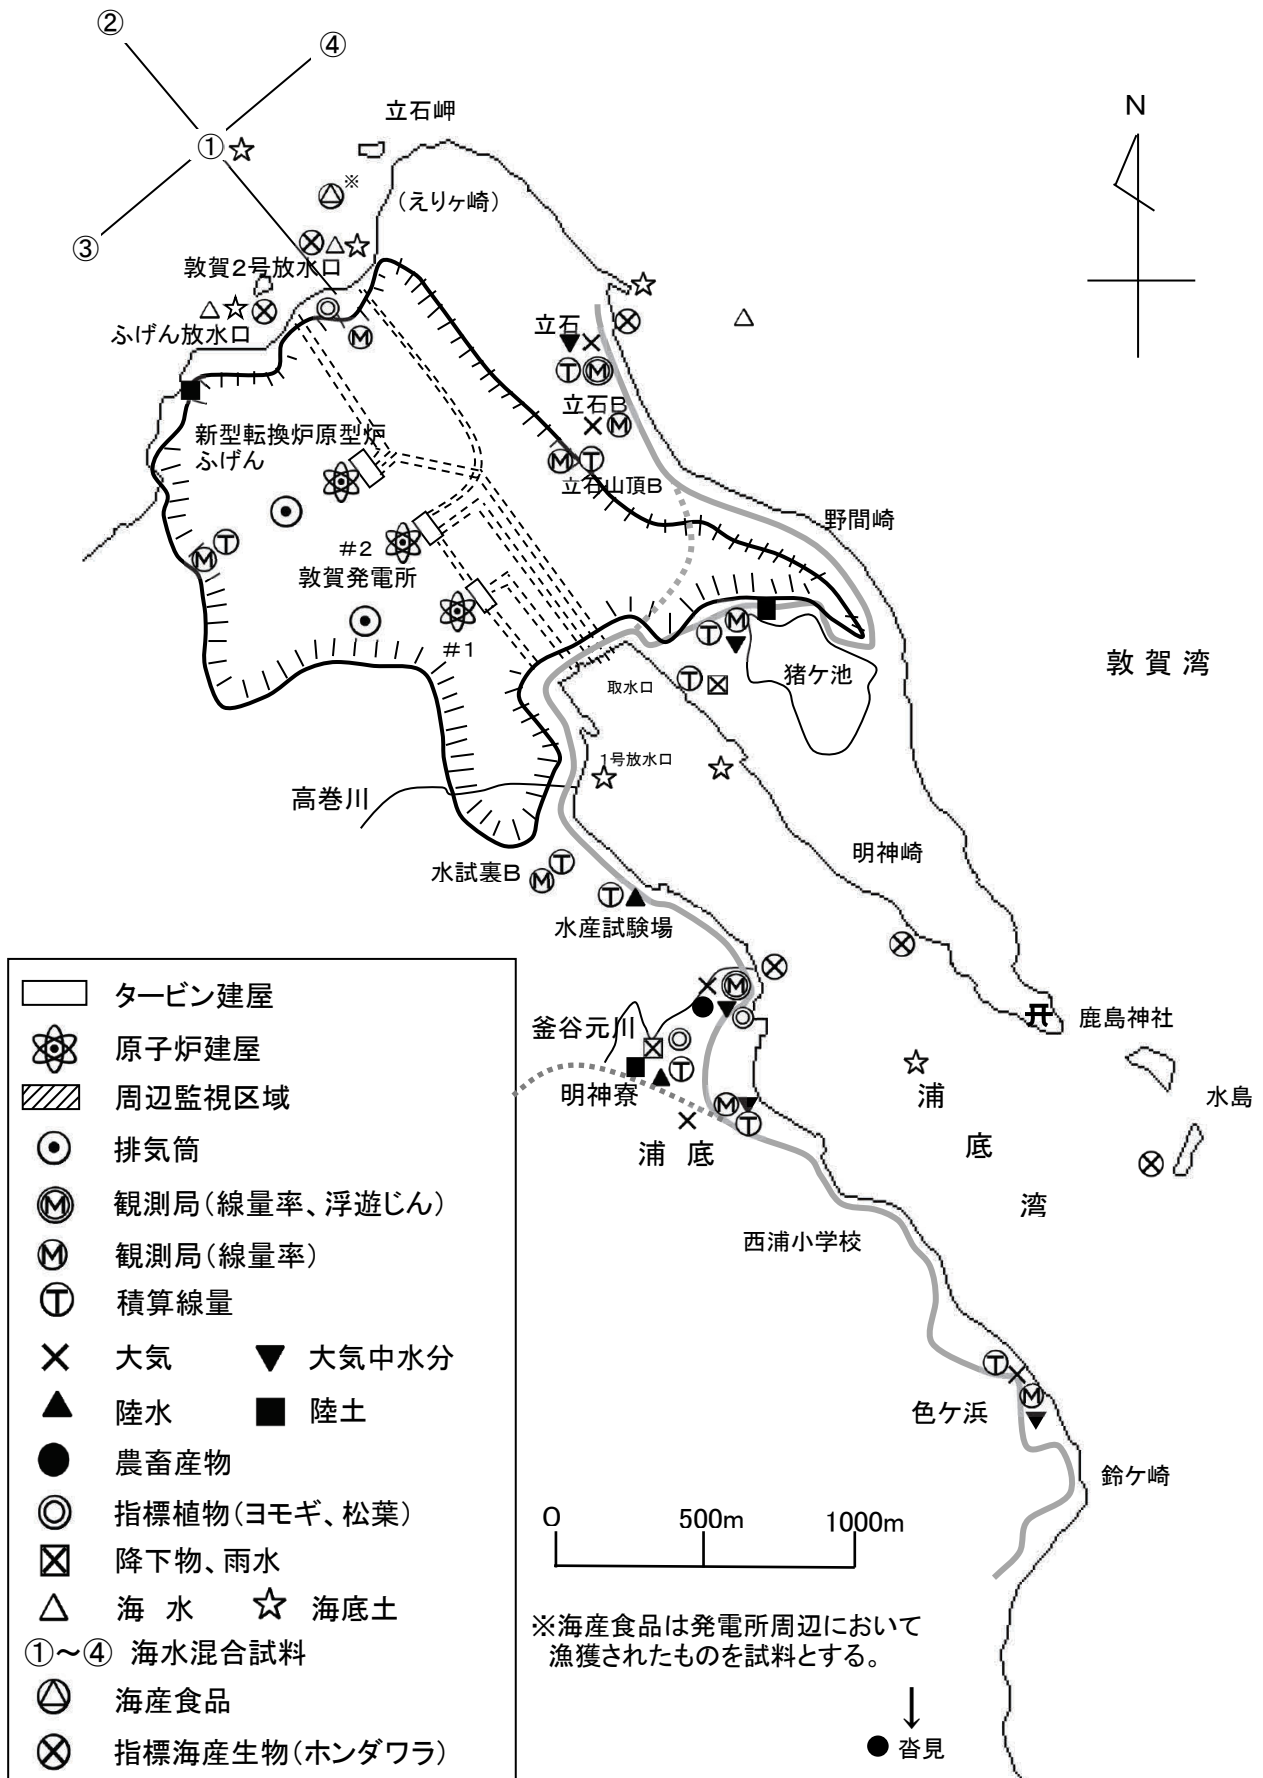 ②
④
N
立石岬
①
※
(えりヶ崎)
③
敦賀2号放水口
ふげん放水口
立石
T M
立石B
M
M
新型転換炉原型炉
ふげん
M T
立石山頂B
野間崎
T
M
#2
敦賀発電所
M
T
#1
猪ケ池
敦賀湾
T
取水口
1号放水口
高巻川
明神崎
水試裏B
T
M
T
水産試験場
M
釜谷元川
鹿島神社
T
明神寮
M
T
浦底
浦
底
湾
水島
西浦小学校
T
M
色ケ浜
鈴ケ崎
タービン建屋
原子炉建屋
周辺監視区域
排気筒
M 観測局(線量率、浮遊じん)
M 観測局(線量率)
T 積算線量
大気 大気中水分
陸水 陸土
農畜産物
指標植物(ヨモギ、松葉)
降下物、雨水
海 水 海底土
①~④ 海水混合試料
海産食品
指標海産生物(ホンダワラ)
0 500m 1000m
※海産食品は発電所周辺において
漁獲されたものを試料とする。
↓
沓見